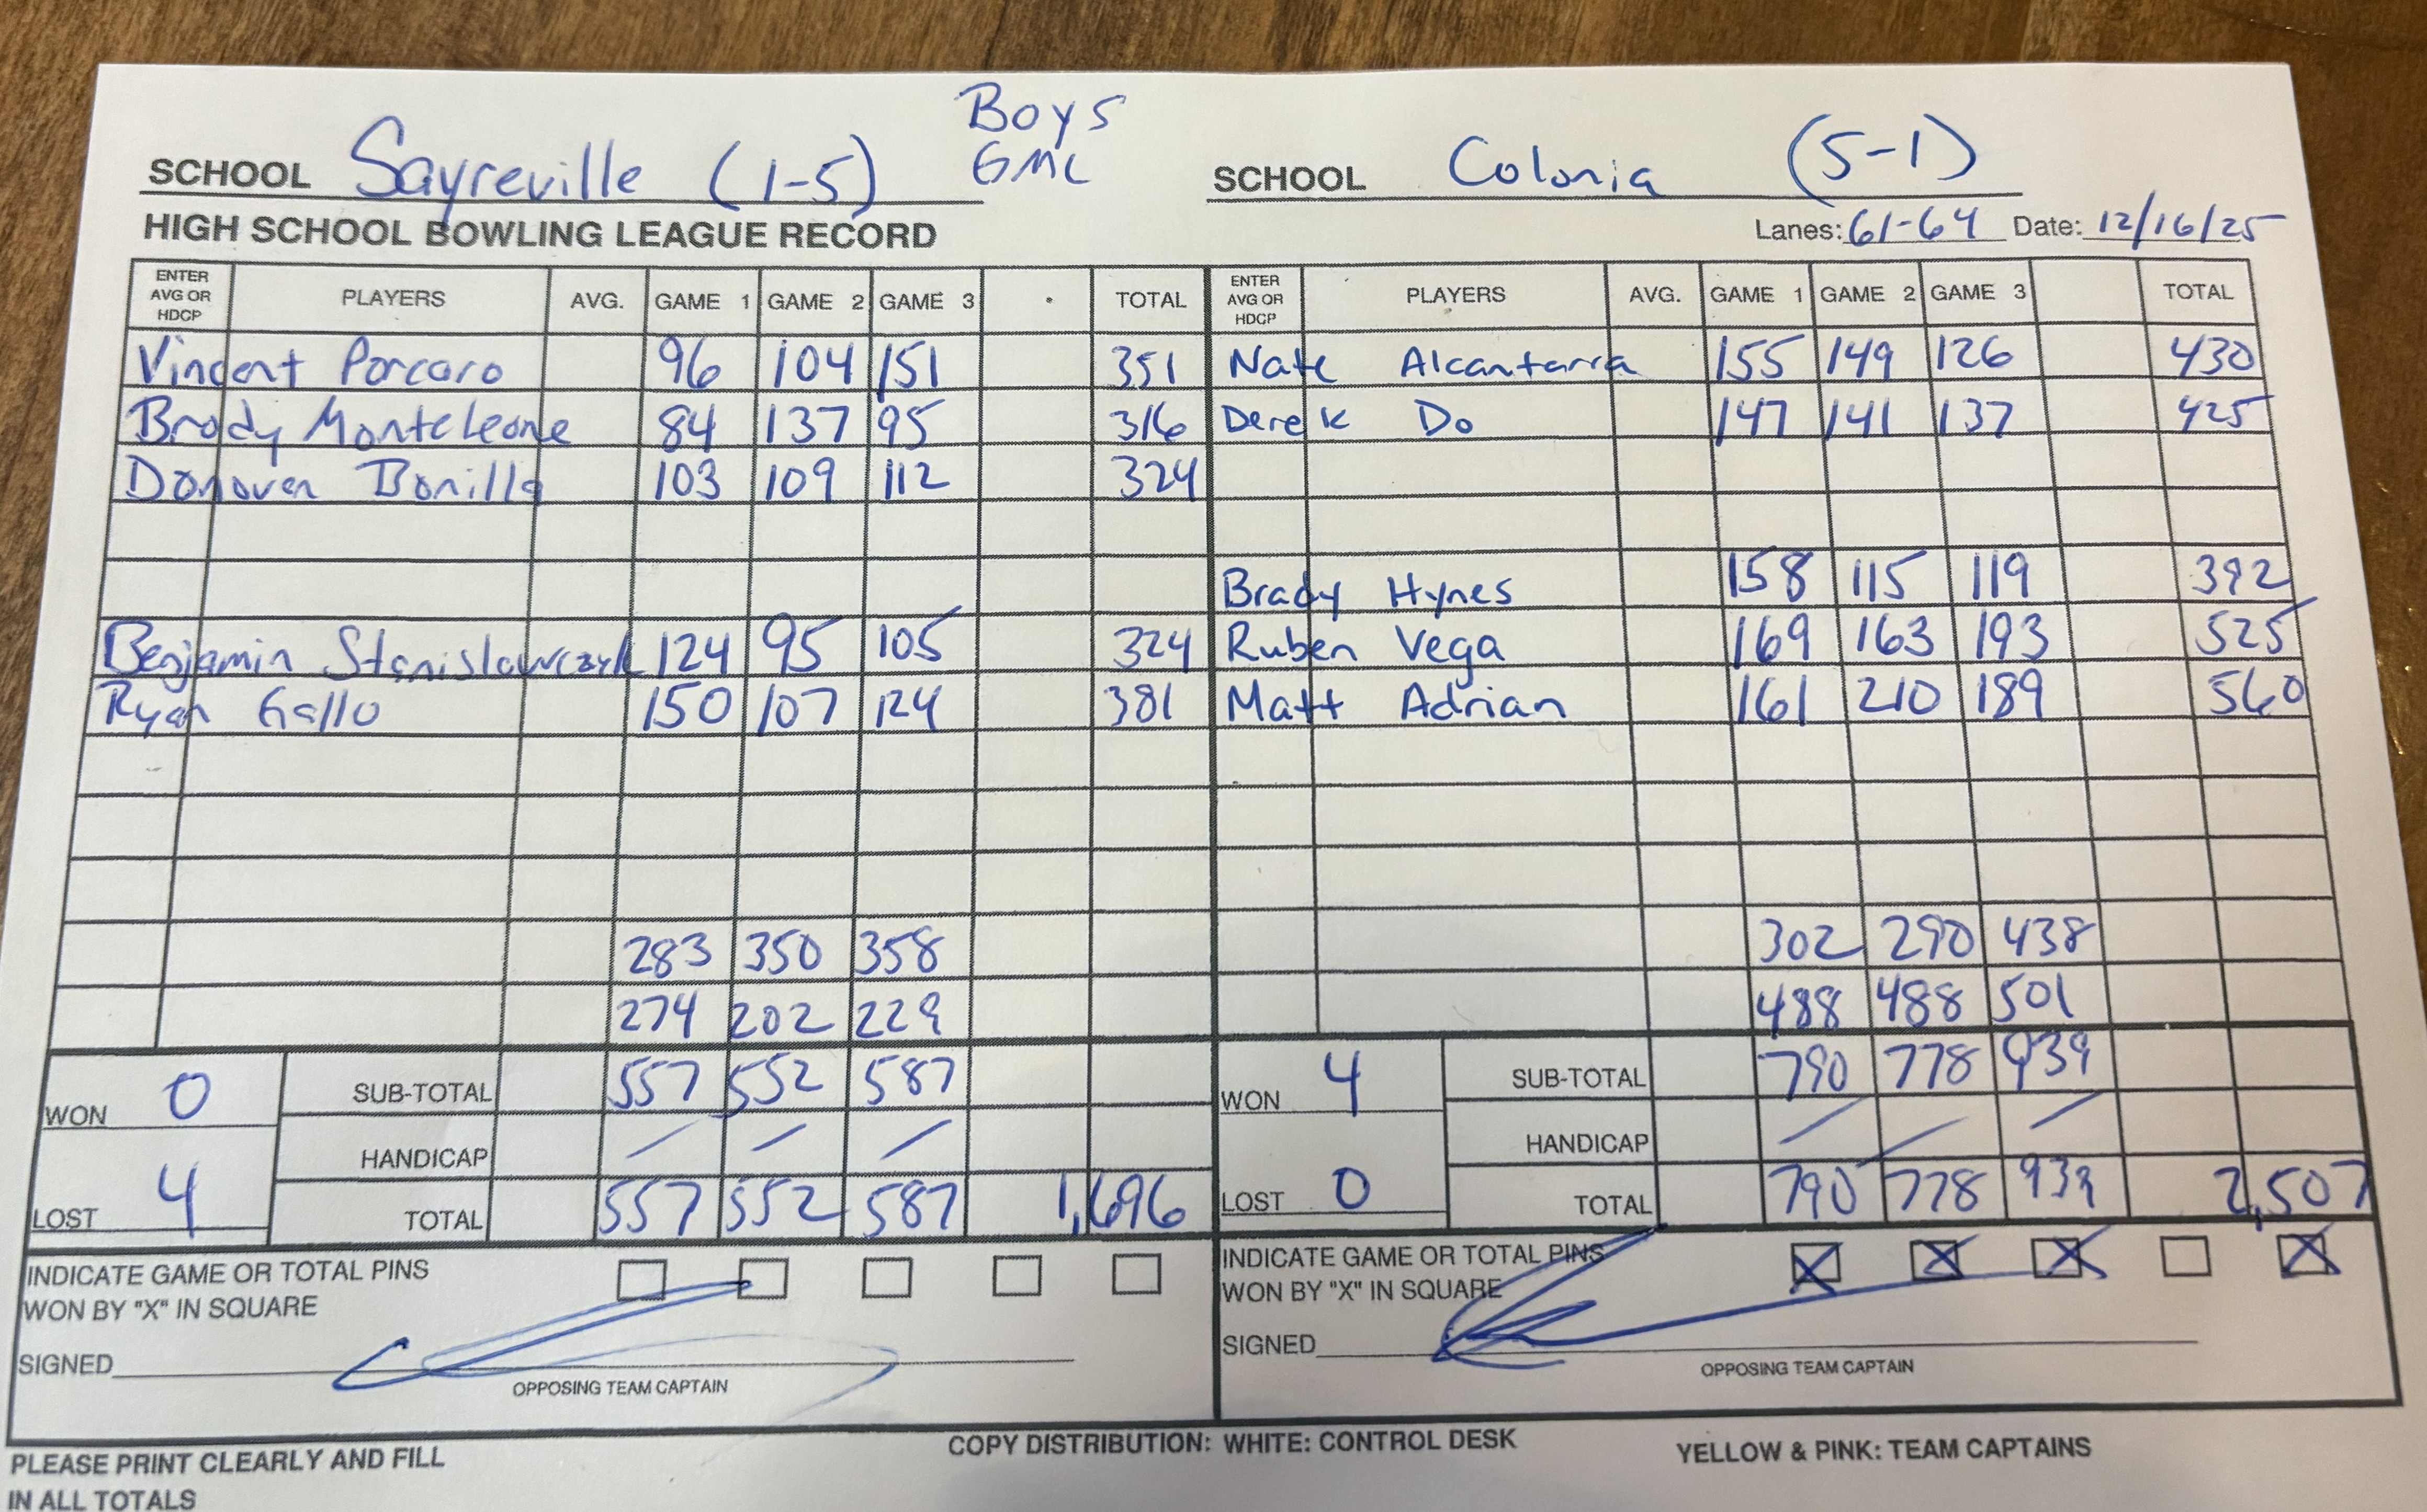 Boys
GMC
SCHOOL Sayreville (1-5) SCHOOL Colonia (5-1)
HIGH SCHOOL BOWLING LEAGUE RECORD Lanes: 61-64 Date: 12/16/25
ENTER AVG OR HDCP PLAYERS AVG. GAME 1 GAME 2 GAME 3 TOTAL ENTER AVG OR HDCP PLAYERS AVG. GAME 1 GAME 2 GAME 3 TOTAL
Vincent Porcaro 96 104 151 351 Nate Alcantarra 155 149 126 430
Brody Monteleone 84 137 95 316 Derek Do 147 141 137 425
Donovan Bonilla 103 109 112 324
Brady Hynes 158 115 119 392
Benjamin Stanislawczyk 124 95 105 324 Ruben Vega 169 163 193 525
Ryan Gallo 150 107 124 381 Matt Adrian 161 210 189 560
283 350 358 302 290 438
274 202 229 488 488 501
WON 0 SUB-TOTAL 557 552 587 WON 4 SUB-TOTAL 790 778 939
HANDICAP / / / HANDICAP / / /
LOST 4 TOTAL 557 552 587 1,696 LOST 0 TOTAL 790 778 939 2,507
INDICATE GAME OR TOTAL PINS INDICATE GAME OR TOTAL PINS X X X X
WON BY "X" IN SQUARE WON BY "X" IN SQUARE
SIGNED SIGNED
OPPOSING TEAM CAPTAIN OPPOSING TEAM CAPTAIN
PLEASE PRINT CLEARLY AND FILL COPY DISTRIBUTION: WHITE: CONTROL DESK YELLOW & PINK: TEAM CAPTAINS
IN ALL TOTALS